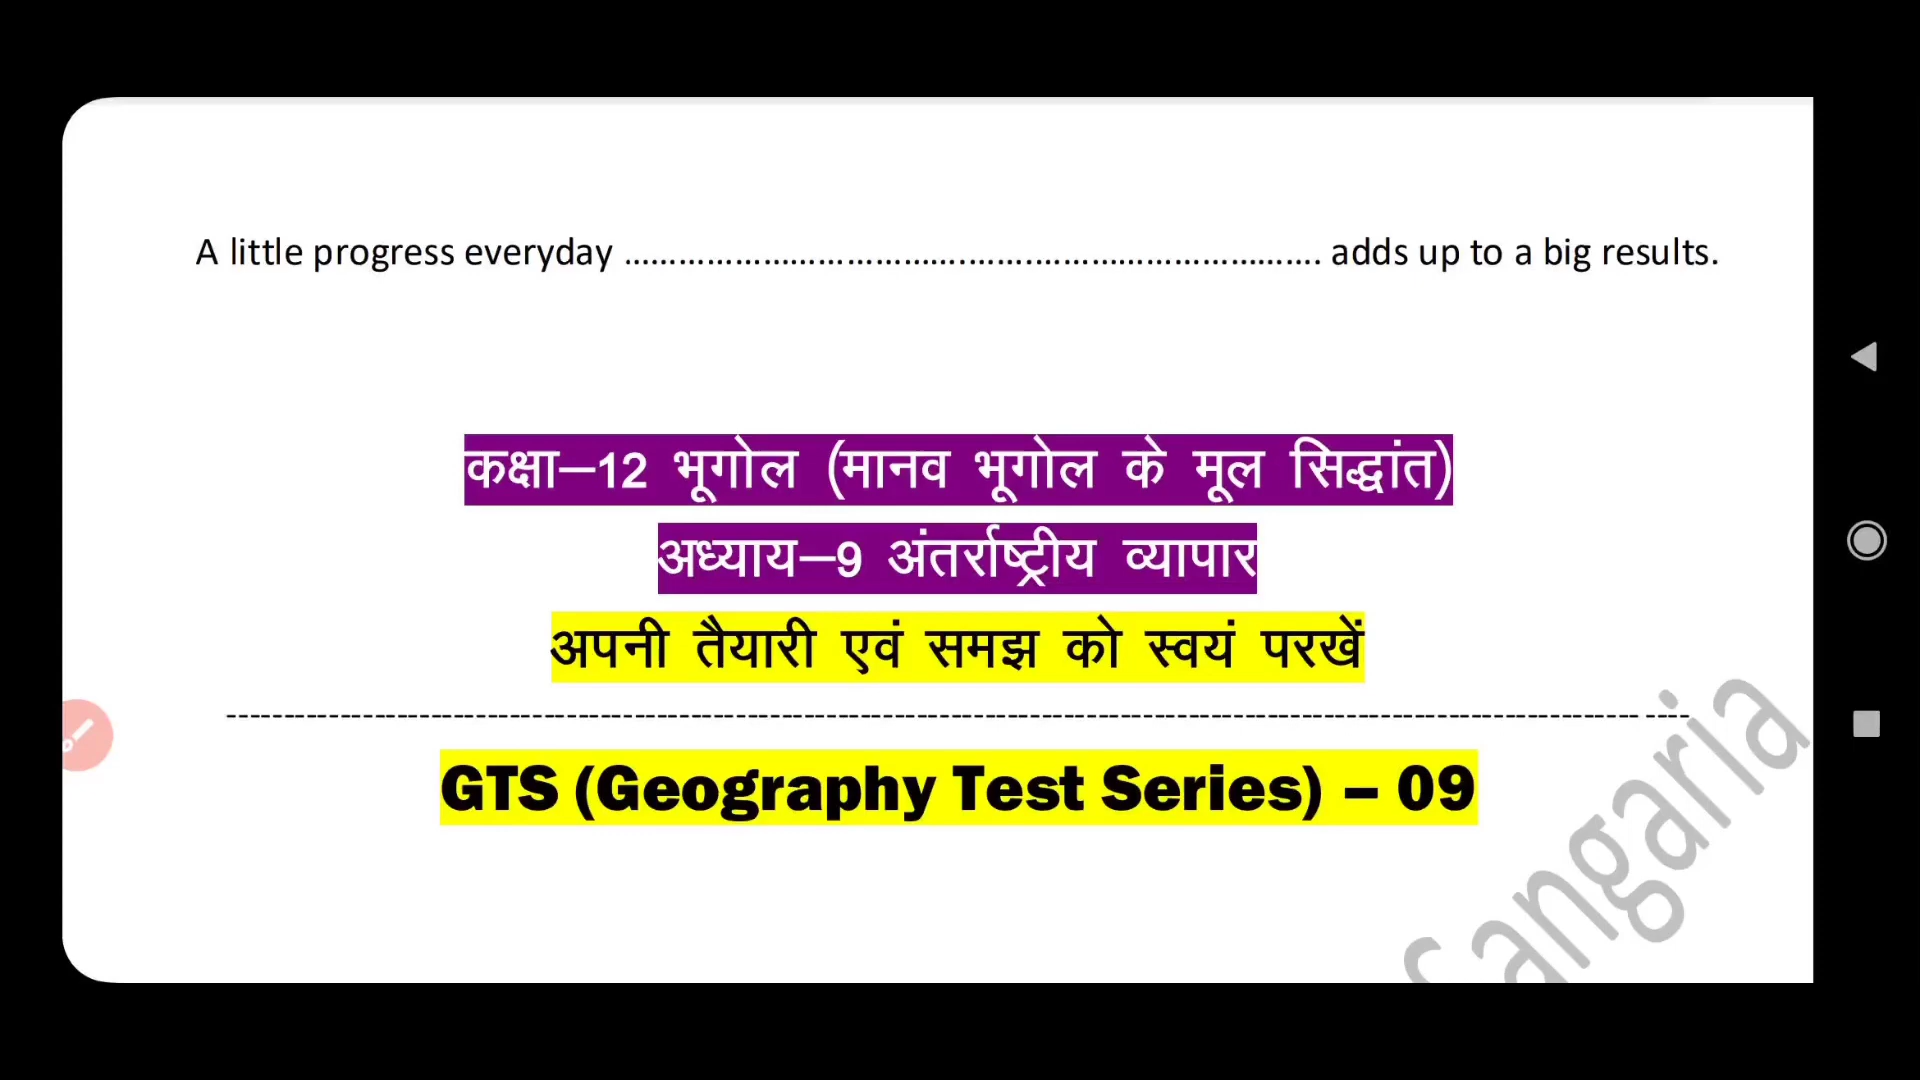 A little progress everyday ........................................................................ adds up to a big results.
कक्षा–12 भूगोल (मानव भूगोल के मूल सिद्धांत)
अध्याय–9 अंतर्राष्ट्रीय व्यापार
अपनी तैयारी एवं समझ को स्वयं परखें
--------------------------------------------------------------------------------------------------------------------------------- ----
GTS (Geography Test Series) – 09
Sangaria